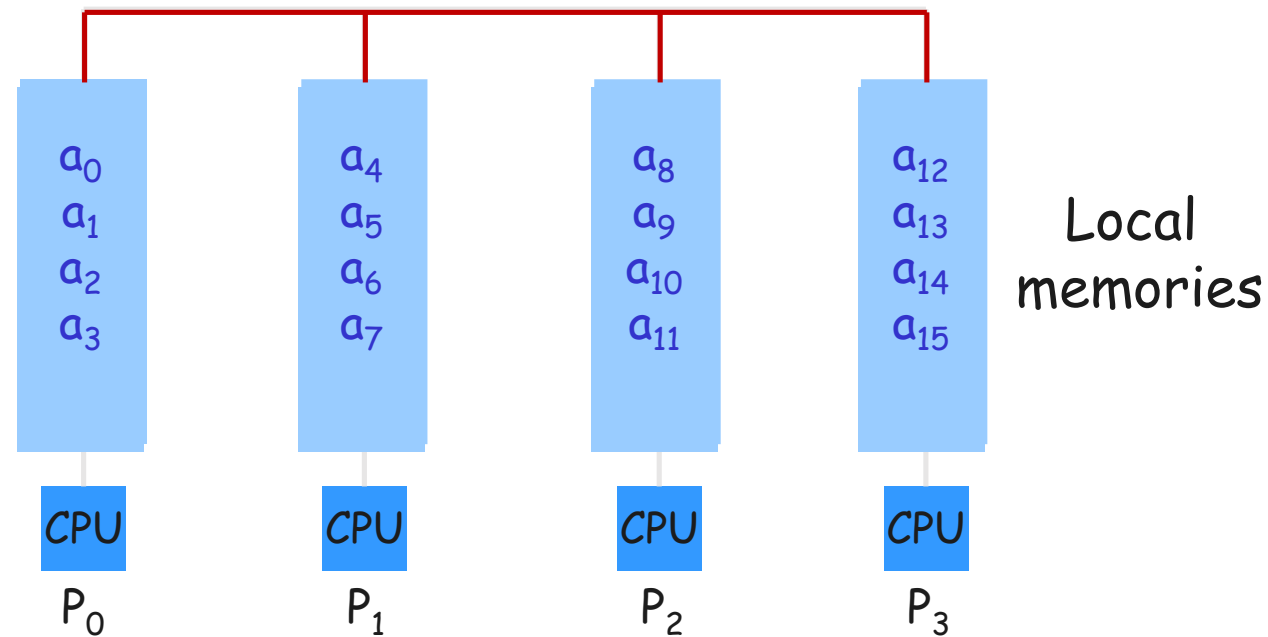 a₀ a₄ a₈ a₁₂
a₁ a₅ a₉ a₁₃
a₂ a₆ a₁₀ a₁₄
a₃ a₇ a₁₁ a₁₅
Local
memories
CPU CPU CPU CPU
P₀ P₁ P₂ P₃